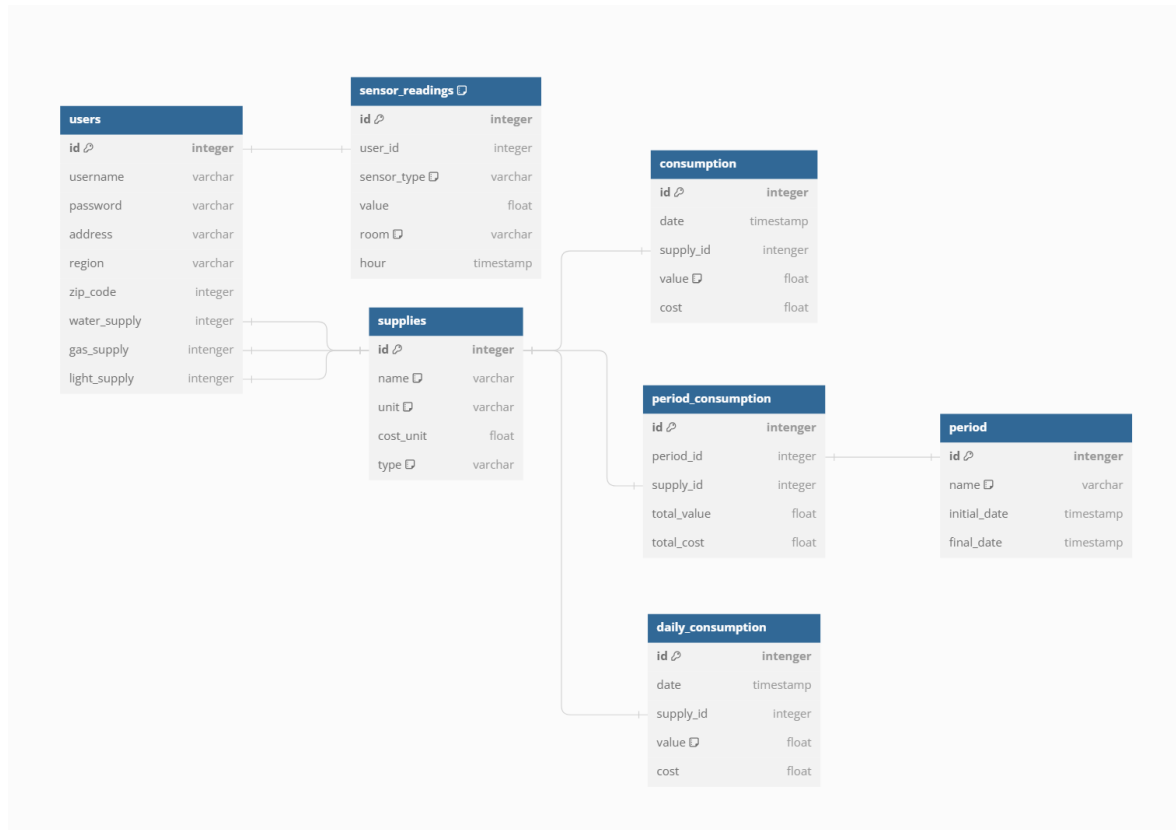 users
id integer
username varchar
password varchar
address varchar
region varchar
zip_code integer
water_supply integer
gas_supply intenger
light_supply intenger
sensor_readings
id integer
user_id integer
sensor_type varchar
value float
room varchar
hour timestamp
supplies
id integer
name varchar
unit varchar
cost_unit float
type varchar
consumption
id integer
date timestamp
supply_id intenger
value float
cost float
period_consumption
id intenger
period_id integer
supply_id integer
total_value float
total_cost float
period
id intenger
name varchar
initial_date timestamp
final_date timestamp
daily_consumption
id intenger
date timestamp
supply_id integer
value float
cost float